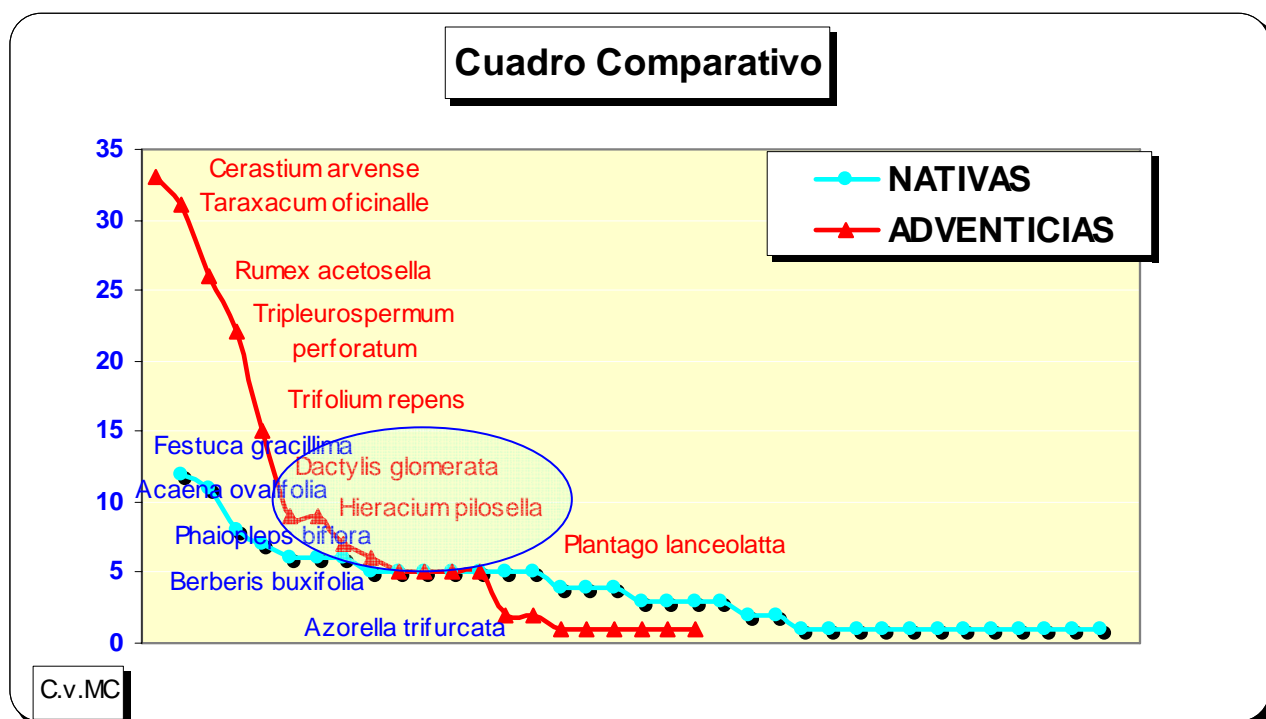 Cuadro Comparativo
35
30
25
20
15
10
5
0
NATIVAS
ADVENTICIAS
Cerastium arvense
Taraxacum oficinalle
Rumex acetosella
Tripleurospermum
perforatum
Trifolium repens
Festuca gracillima
Dactylis glomerata
Acaena ovalifolia
Hieracium pilosella
Phaiopleps biflora
Plantago lanceolatta
Berberis buxifolia
Azorella trifurcata
C.v.MC